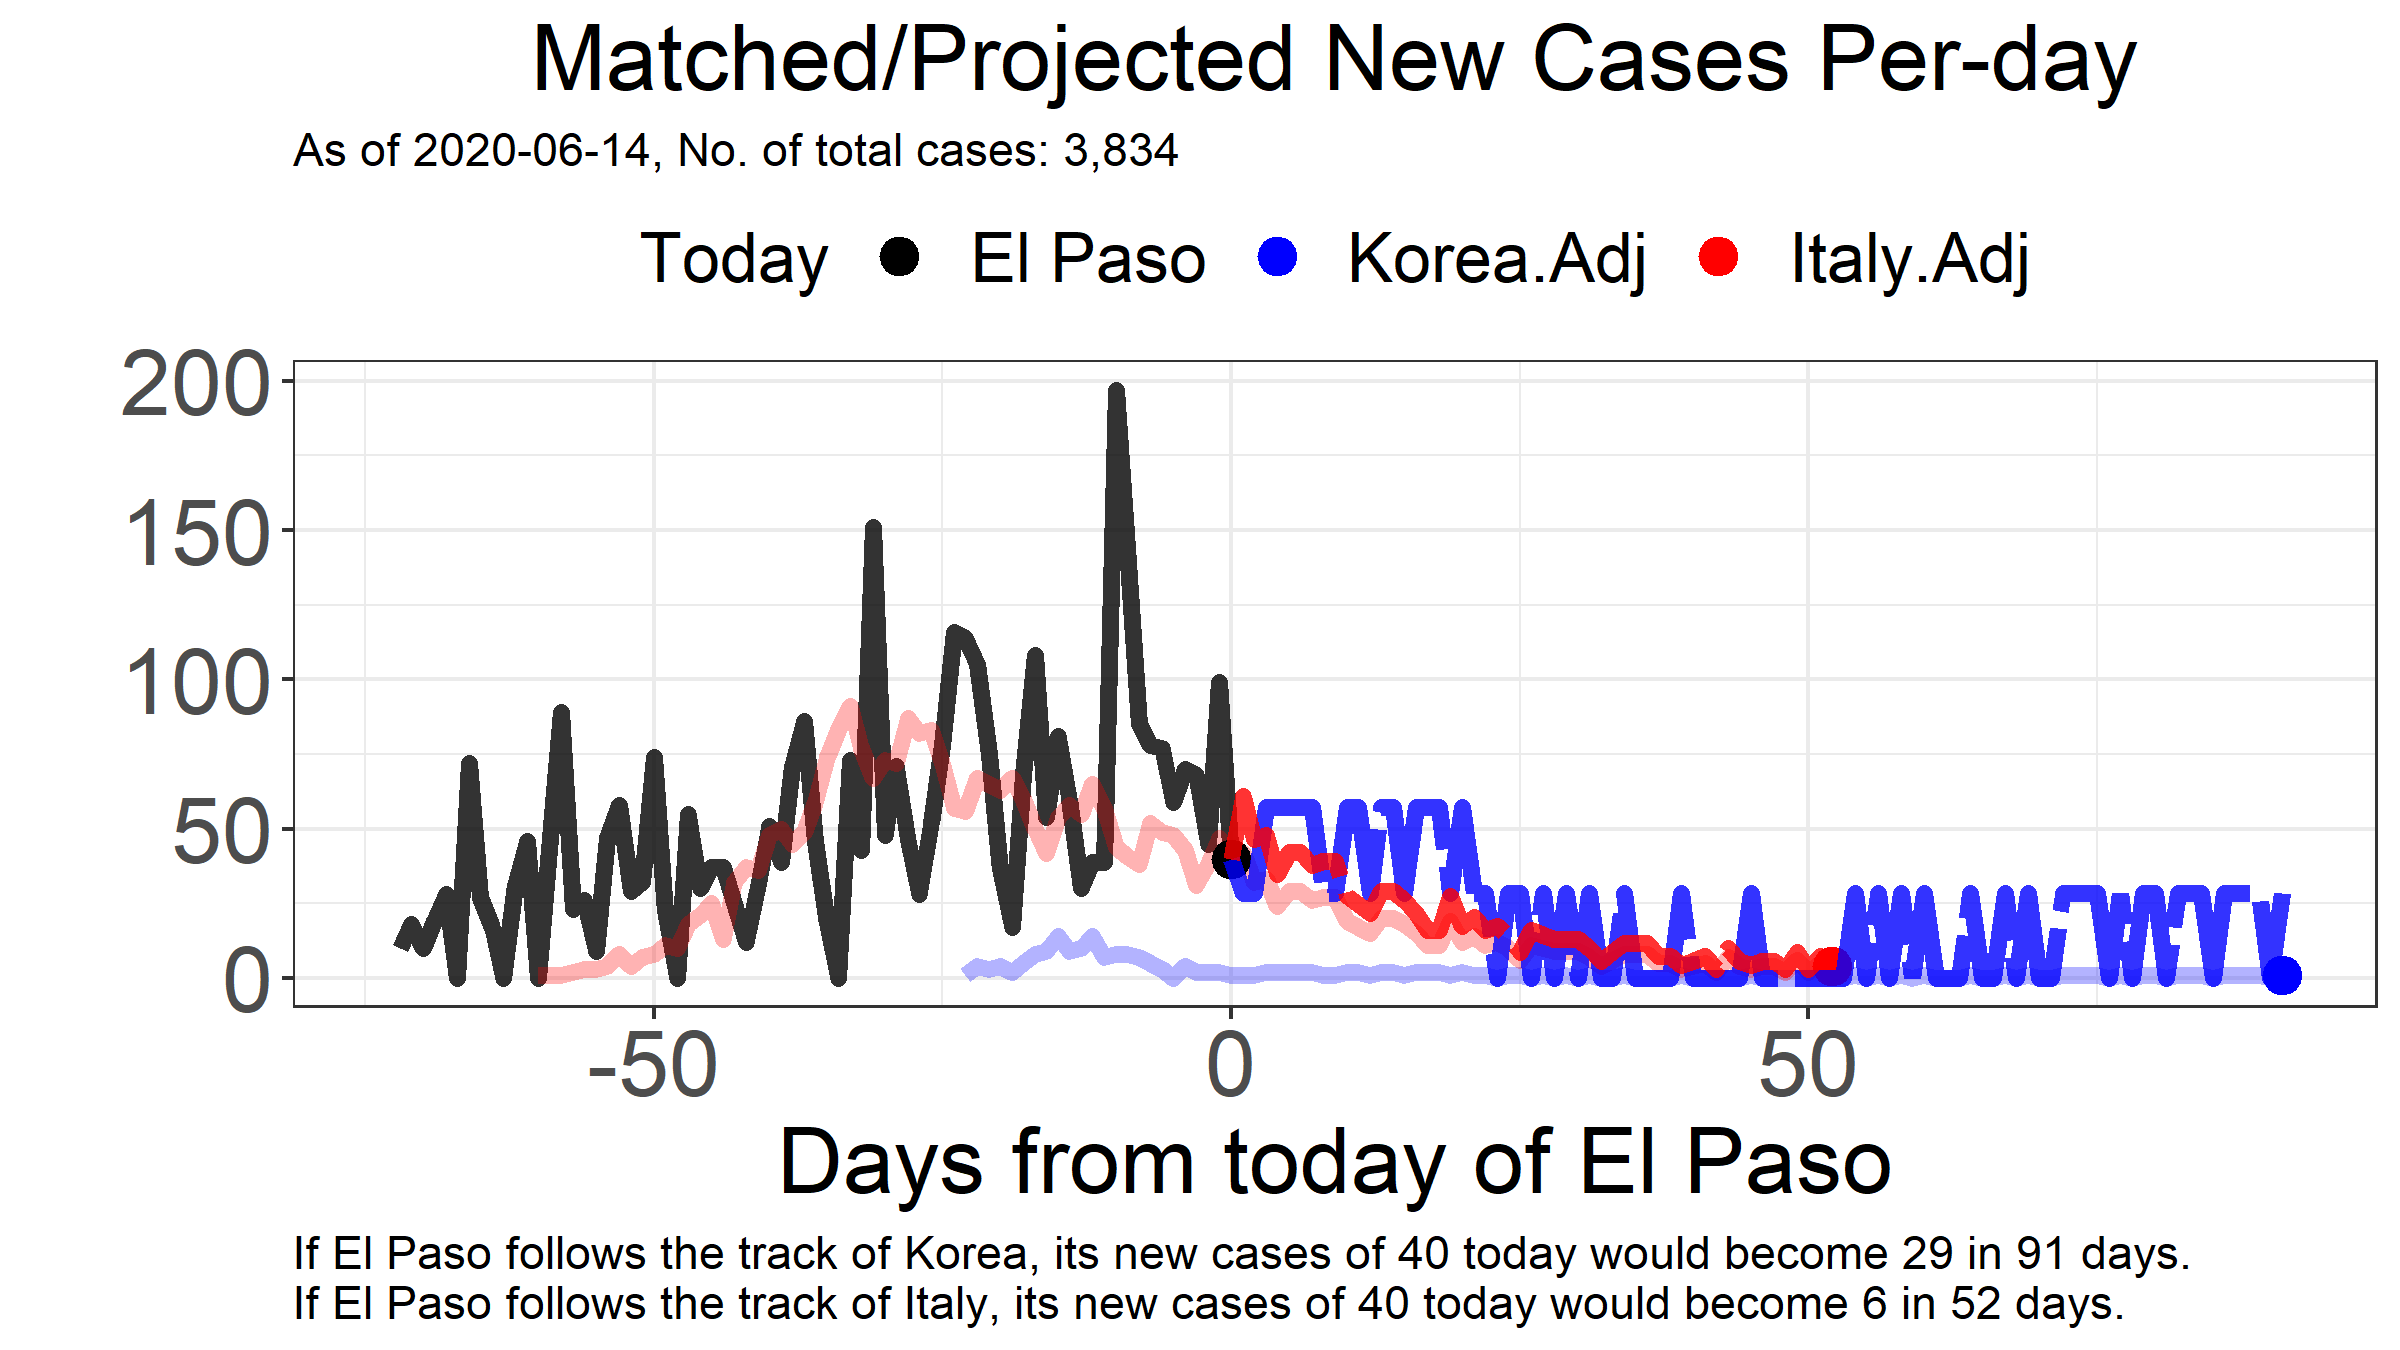 Matched/Projected New Cases Per-day
As of 2020-06-14, No. of total cases: 3,834
Today El Paso Korea.Adj Italy.Adj
200
150
100
50
0
-50 0 50
Days from today of El Paso
If El Paso follows the track of Korea, its new cases of 40 today would become 29 in 91 days.
If El Paso follows the track of Italy, its new cases of 40 today would become 6 in 52 days.